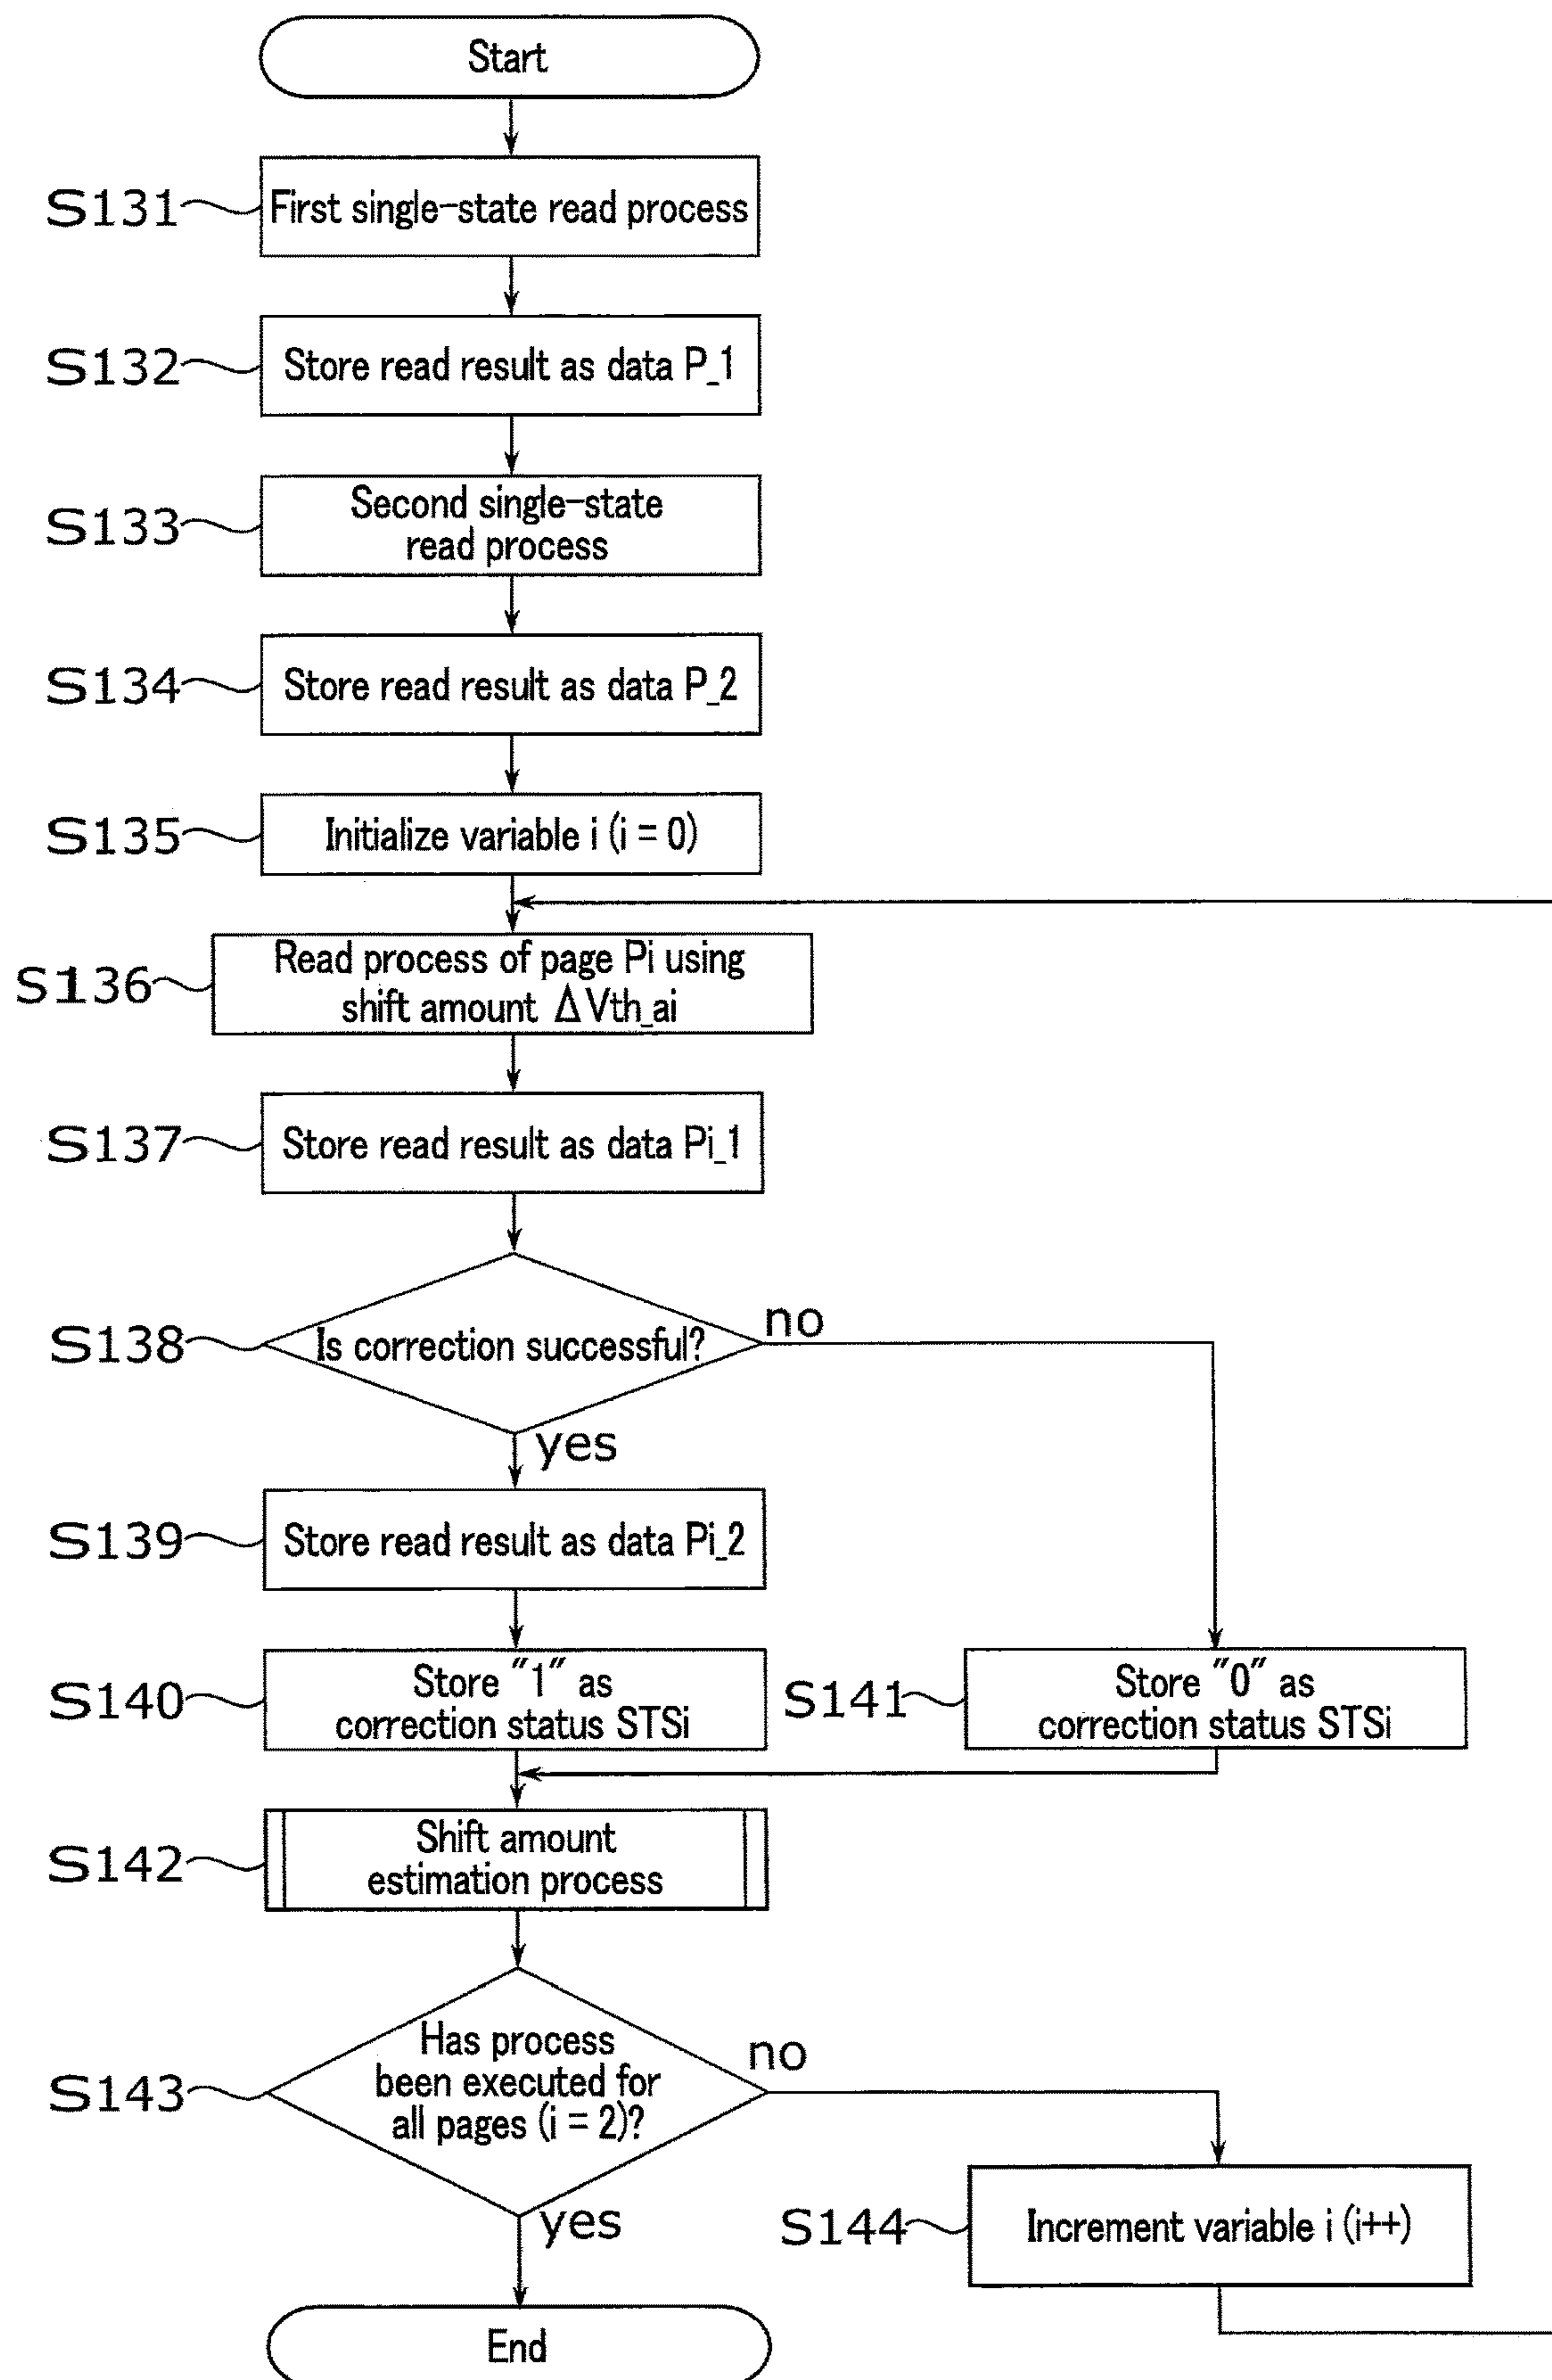 Start
S131
First single-state read process
S132
Store read result as data P_1
S133
Second single-state
read process
S134
Store read result as data P_2
S135
Initialize variable i (i = 0)
S136
Read process of page Pi using
shift amount ΔVth_ai
S137
Store read result as data Pi_1
S138
Is correction successful?
no
yes
S139
Store read result as data Pi_2
S140
Store "1" as
correction status STSi
S141
Store "0" as
correction status STSi
S142
Shift amount
estimation process
S143
Has process
been executed for
all pages (i = 2)?
no
yes
S144
Increment variable i (i++)
End